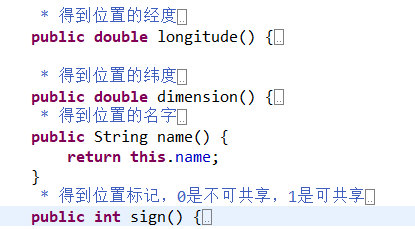 * 得到位置的经度
public double longitude() {
* 得到位置的纬度
public double dimension() {
* 得到位置的名字
public String name() {
return this.name;
}
* 得到位置标记，0是不可共享，1是可共享
public int sign() {